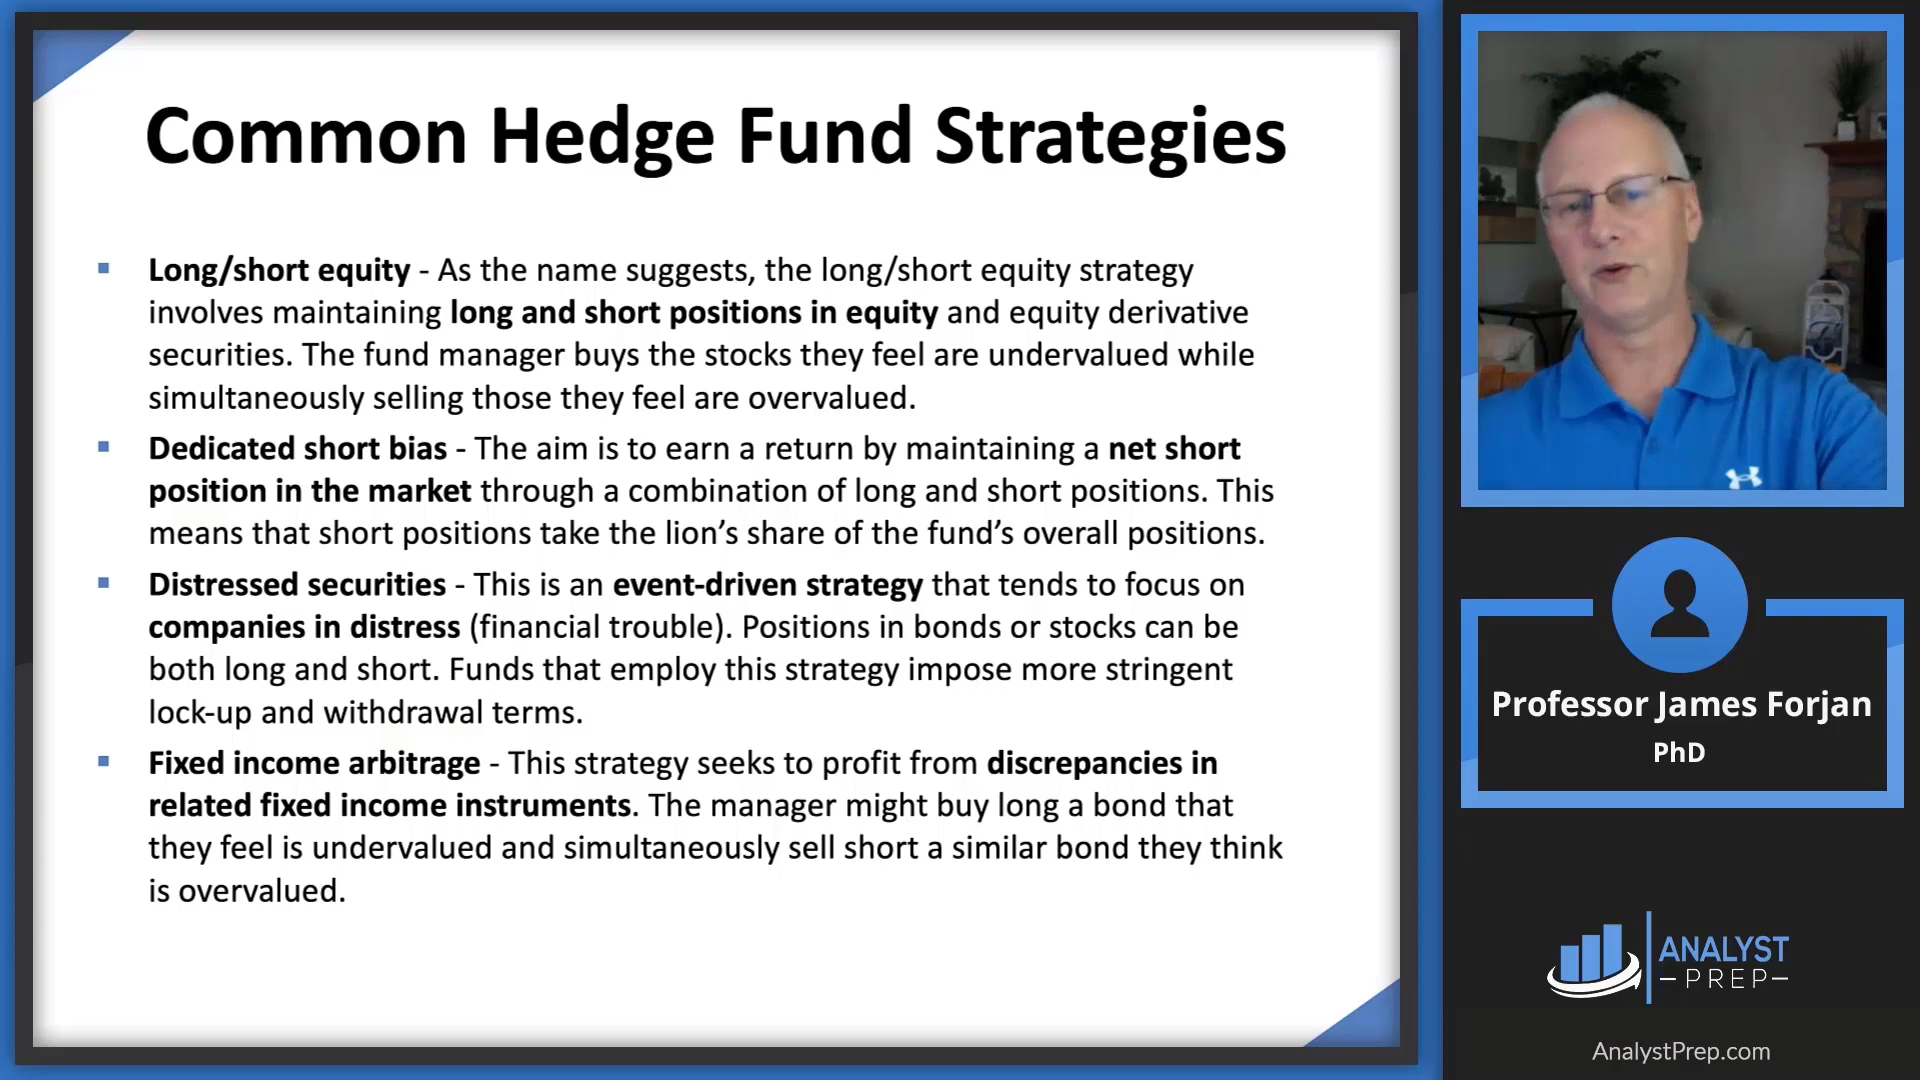 Common Hedge Fund Strategies
Long/short equity - As the name suggests, the long/short equity strategy
involves maintaining long and short positions in equity and equity derivative
securities. The fund manager buys the stocks they feel are undervalued while
simultaneously selling those they feel are overvalued.
Dedicated short bias - The aim is to earn a return by maintaining a net short
position in the market through a combination of long and short positions. This
means that short positions take the lion’s share of the fund’s overall positions.
Distressed securities - This is an event-driven strategy that tends to focus on
companies in distress (financial trouble). Positions in bonds or stocks can be
both long and short. Funds that employ this strategy impose more stringent
lock-up and withdrawal terms.
Fixed income arbitrage - This strategy seeks to profit from discrepancies in
related fixed income instruments. The manager might buy long a bond that
they feel is undervalued and simultaneously sell short a similar bond they think
is overvalued.
Professor James Forjan
PhD
ANALYST
PREP
AnalystPrep.com